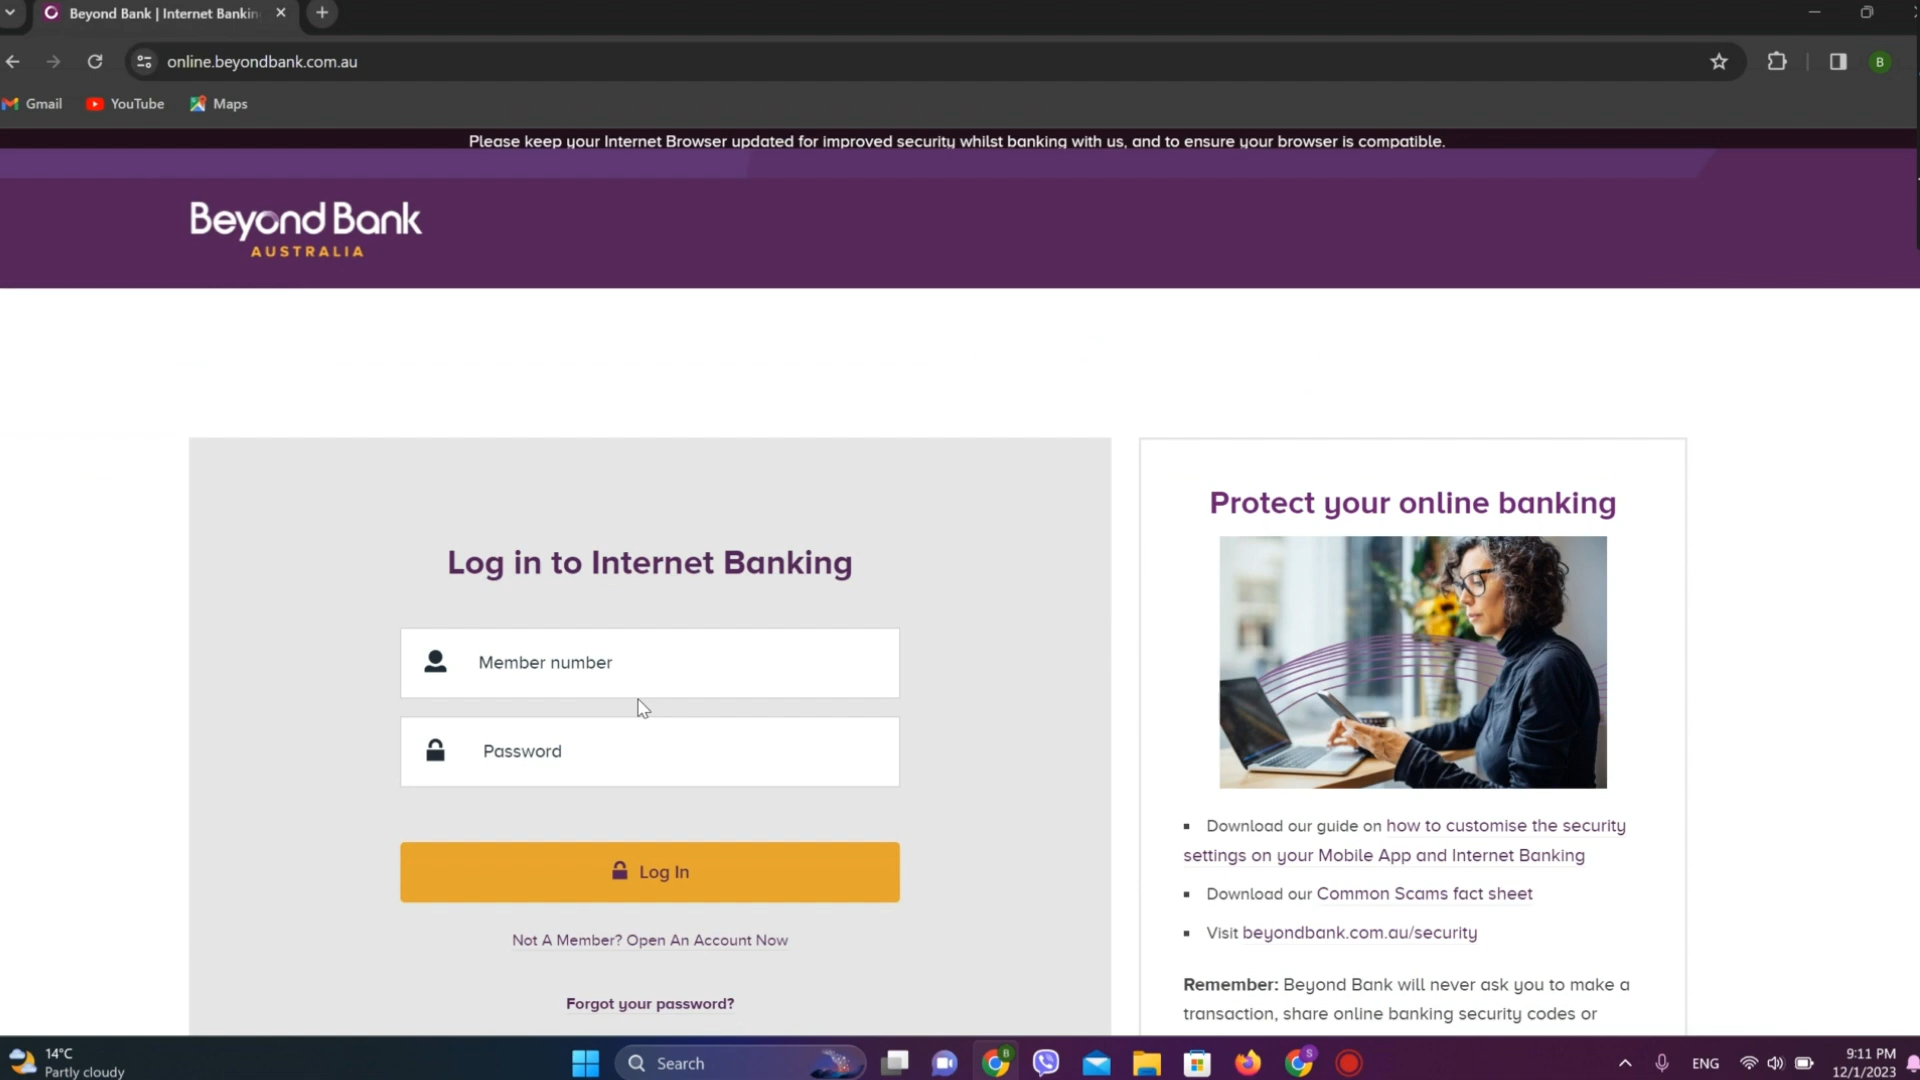 Beyond Bank | Internet Bankin
online.beyondbank.com.au
B
Gmail
YouTube
Maps
Please keep your Internet Browser updated for improved security whilst banking with us, and to ensure your browser is compatible.
Beyond Bank
AUSTRALIA
Log in to Internet Banking
Member number
Password
Log In
Not A Member? Open An Account Now
Forgot your password?
Protect your online banking
Download our guide on how to customise the security
settings on your Mobile App and Internet Banking
Download our Common Scams fact sheet
Visit beyondbank.com.au/security
Remember: Beyond Bank will never ask you to make a
transaction, share online banking security codes or
14°C
Partly cloudy
Search
B
S
ENG
9:11 PM
12/1/2023